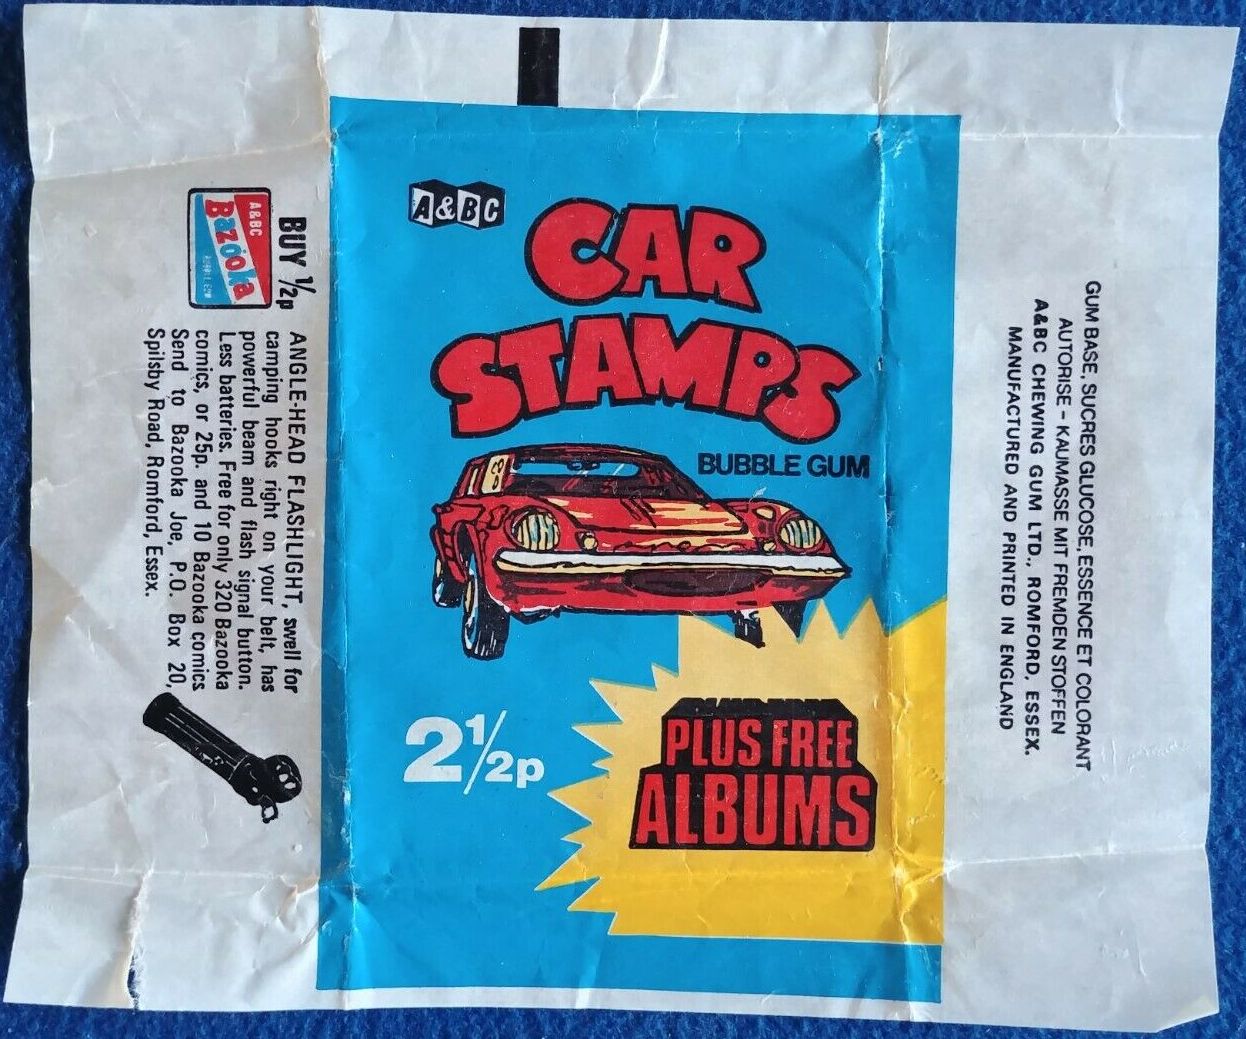 A&BC
CAR
STAMPS
BUBBLE GUM
2½p
PLUS FREE
ALBUMS
BUY ½p
A&BC
Bazooka
ANGLE-HEAD FLASHLIGHT, swell for
camping hooks right on your belt, has
powerful beam and flash signal button.
Less batteries. Free for only 320 Bazooka
comics, or 25p. and 10 Bazooka comics
Send to Bazooka Joe, P.O. Box 20,
Spilsby Road, Romford, Essex.
GUM BASE, SUCRES GLUCOSE, ESSENCE ET COLORANT
AUTORISE - KAUMASSE MIT FREMDEN STOFFEN
A&BC CHEWING GUM LTD., ROMFORD, ESSEX.
MANUFACTURED AND PRINTED IN ENGLAND